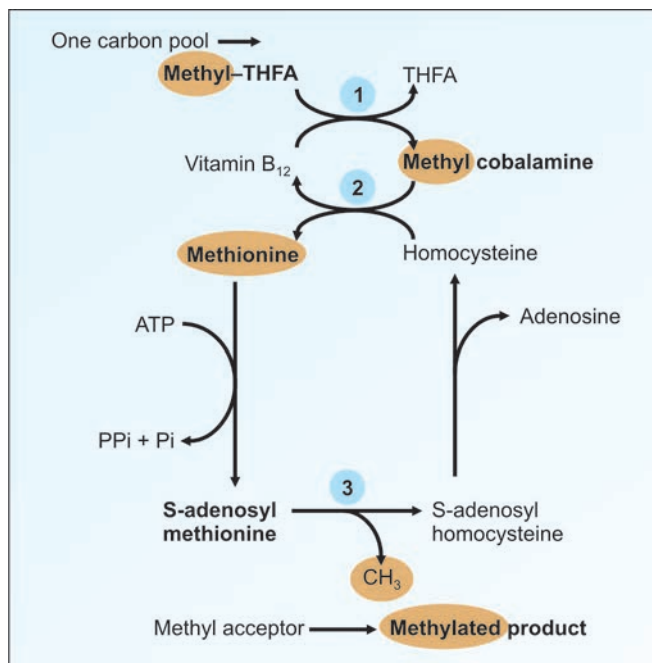 One carbon pool
Methyl–THFA
THFA
1
Vitamin B12
Methyl cobalamine
2
Methionine
Homocysteine
ATP
Adenosine
PPi + Pi
3
S-adenosyl
methionine
S-adenosyl
homocysteine
CH3
Methyl acceptor
Methylated product